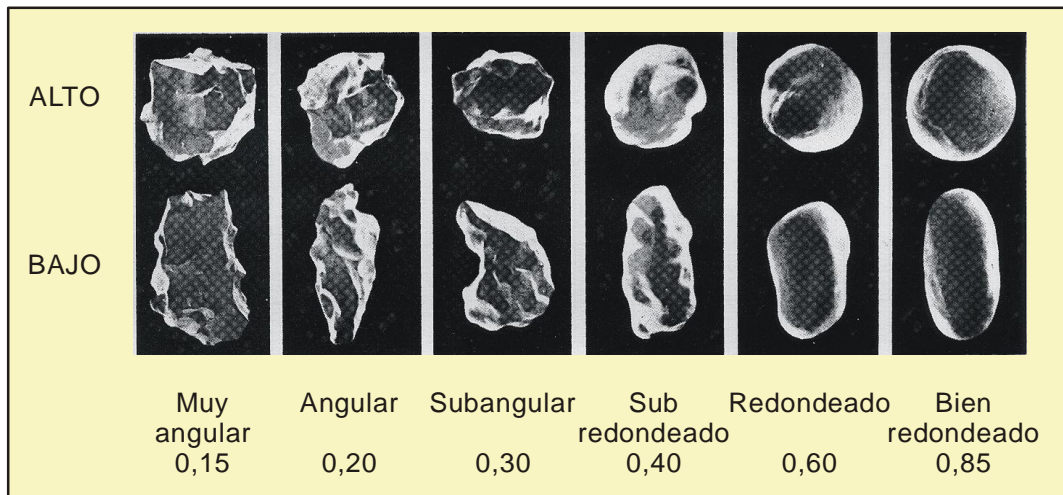 ALTO
BAJO
Muy angular
0,15
Angular
0,20
Subangular
0,30
Sub redondeado
0,40
Redondeado
0,60
Bien redondeado
0,85